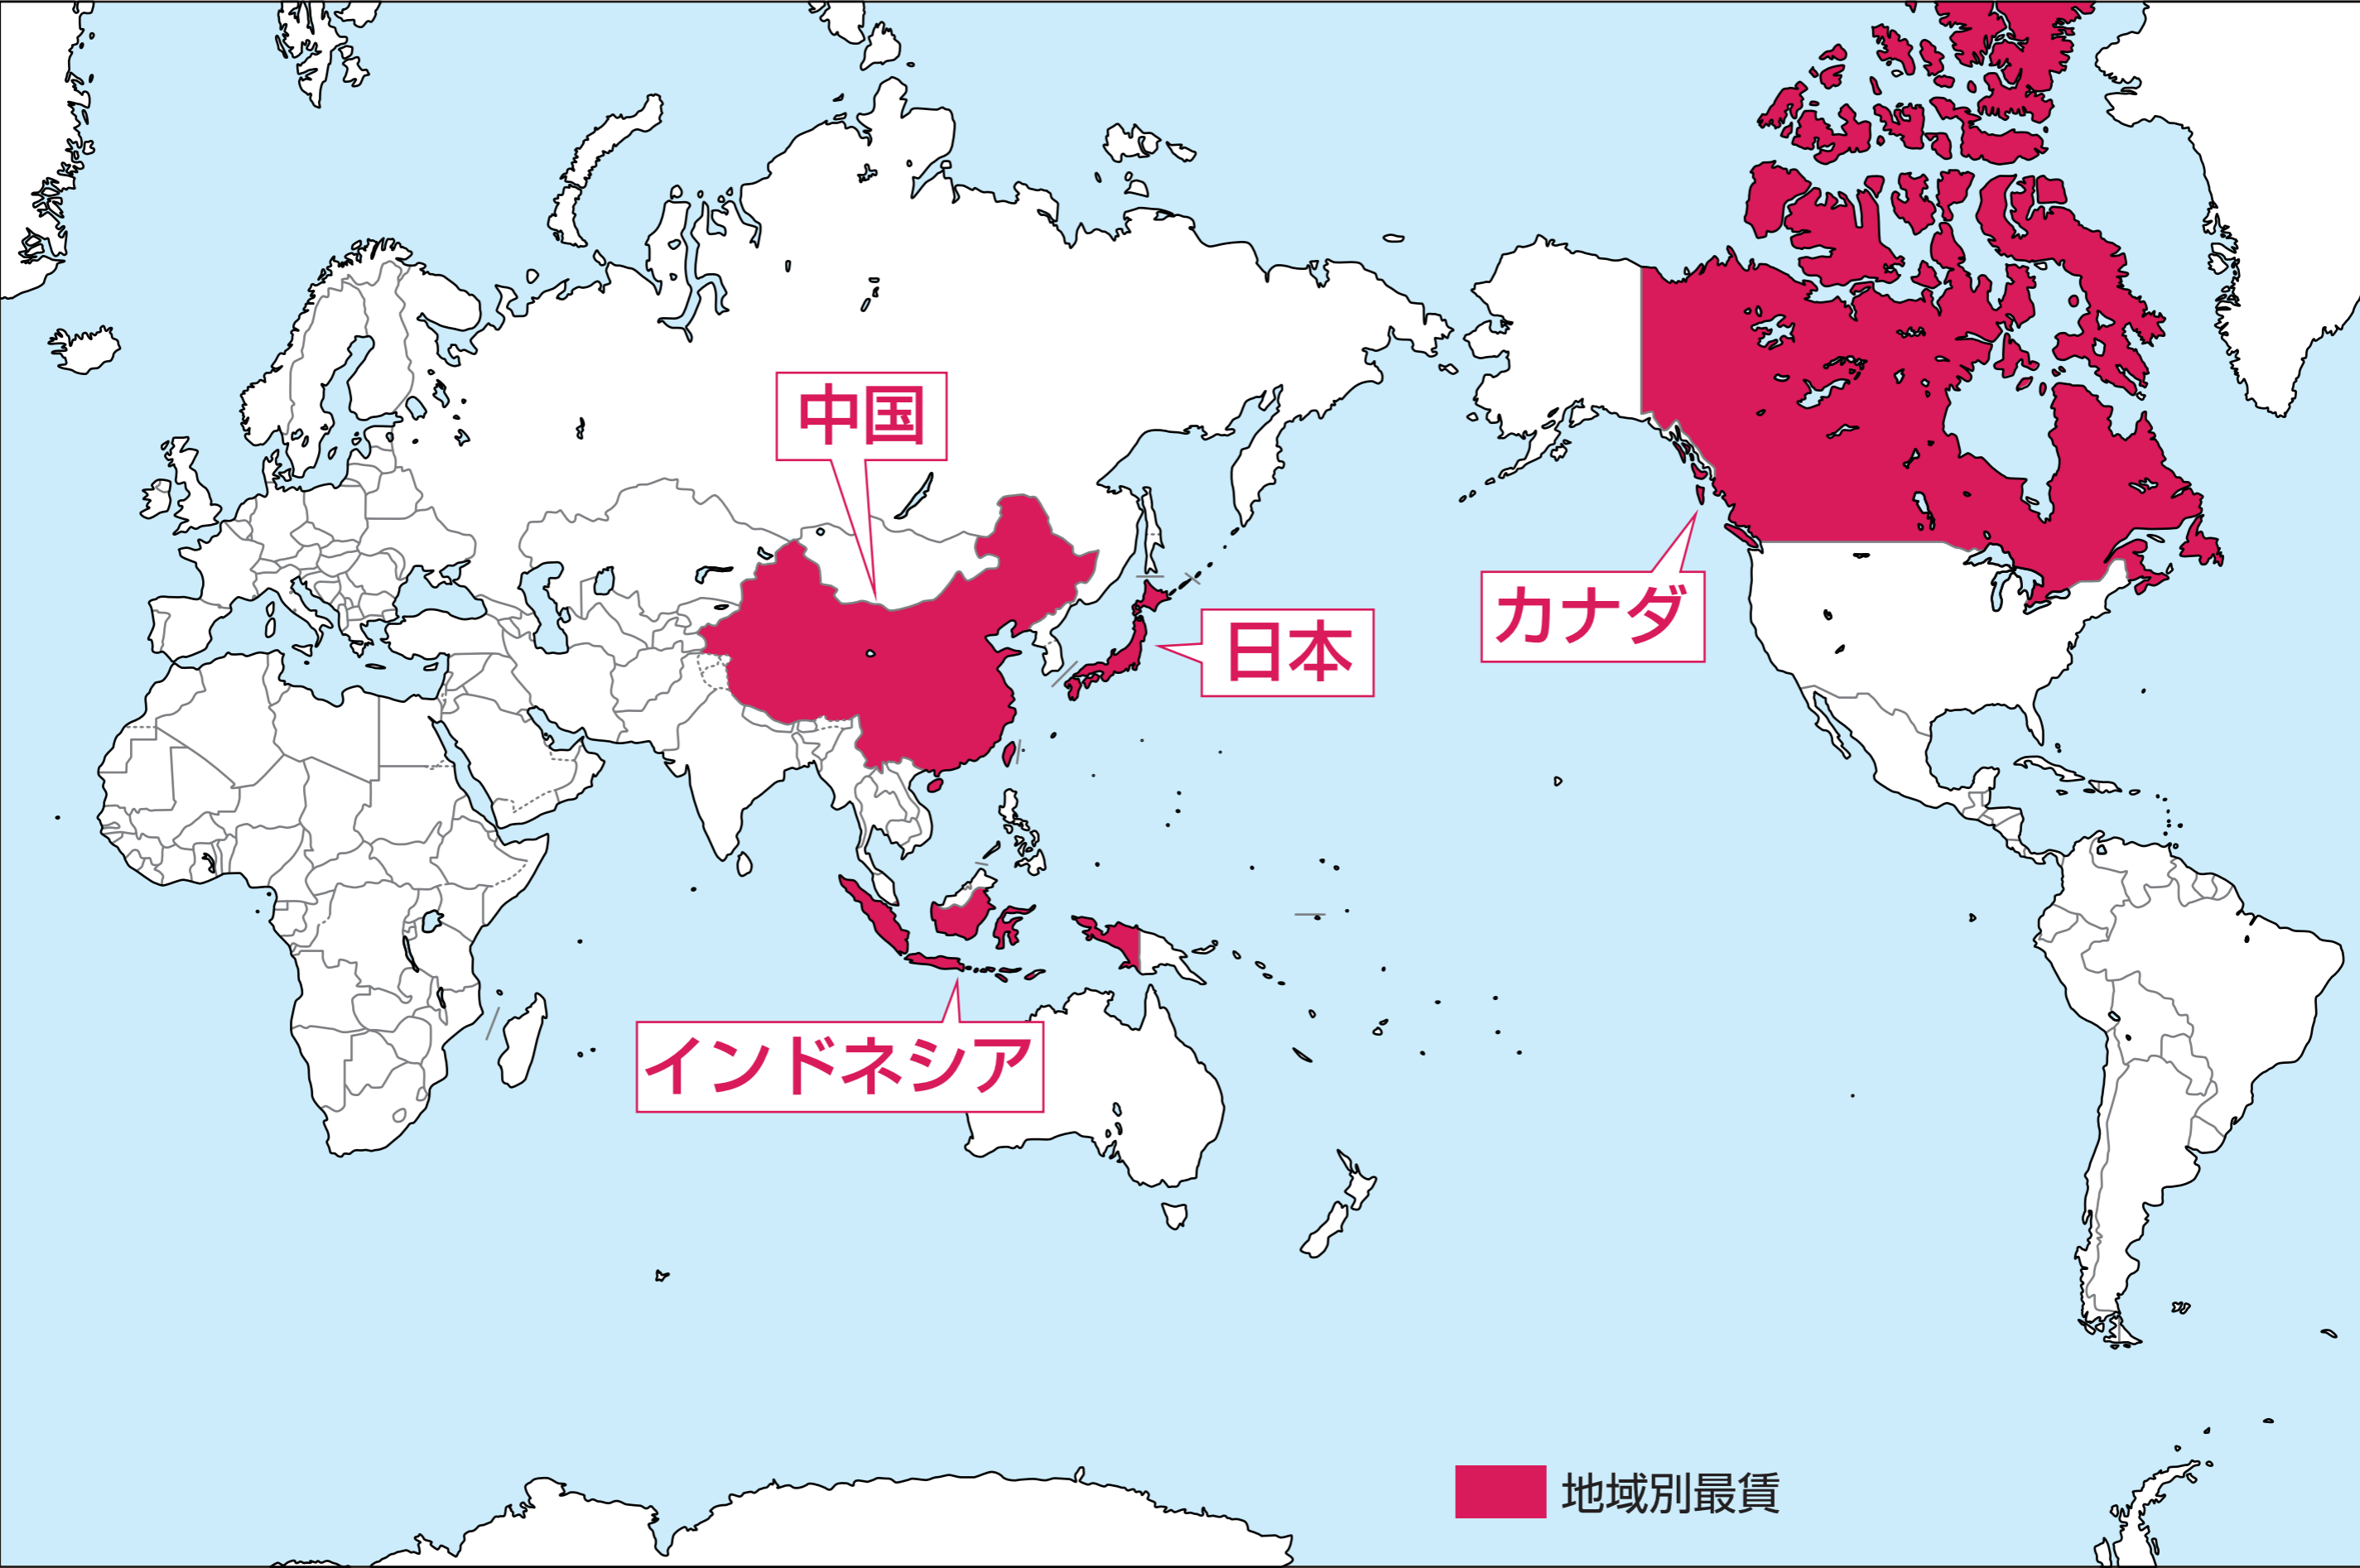 中国
カナダ
日本
インドネシア
地域別最賃